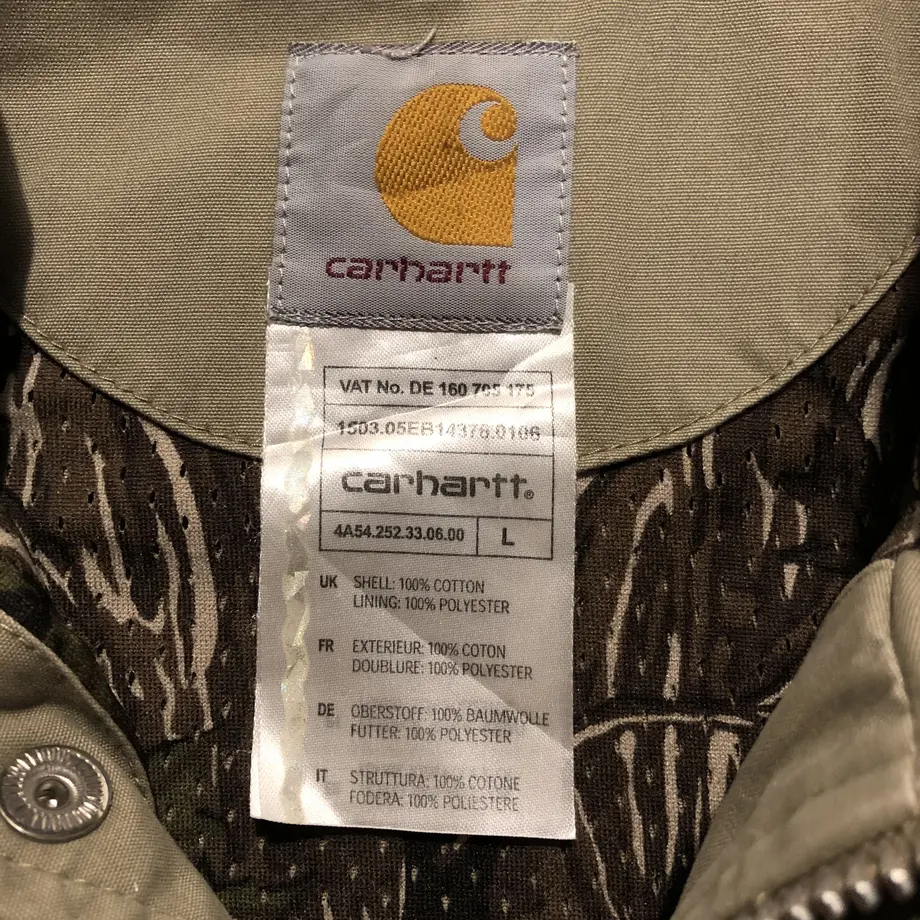 carhartt
VAT No. DE 160 795 175
1503.05EB14376.0106
carhartt®
4A54.252.33.06.00 L
UK SHELL: 100% COTTON
LINING: 100% POLYESTER
FR EXTERIEUR: 100% COTON
DOUBLURE: 100% POLYESTER
DE OBERSTOFF: 100% BAUMWOLLE
FUTTER: 100% POLYESTER
IT STRUTTURA: 100% COTONE
FODERA: 100% POLIESTERE